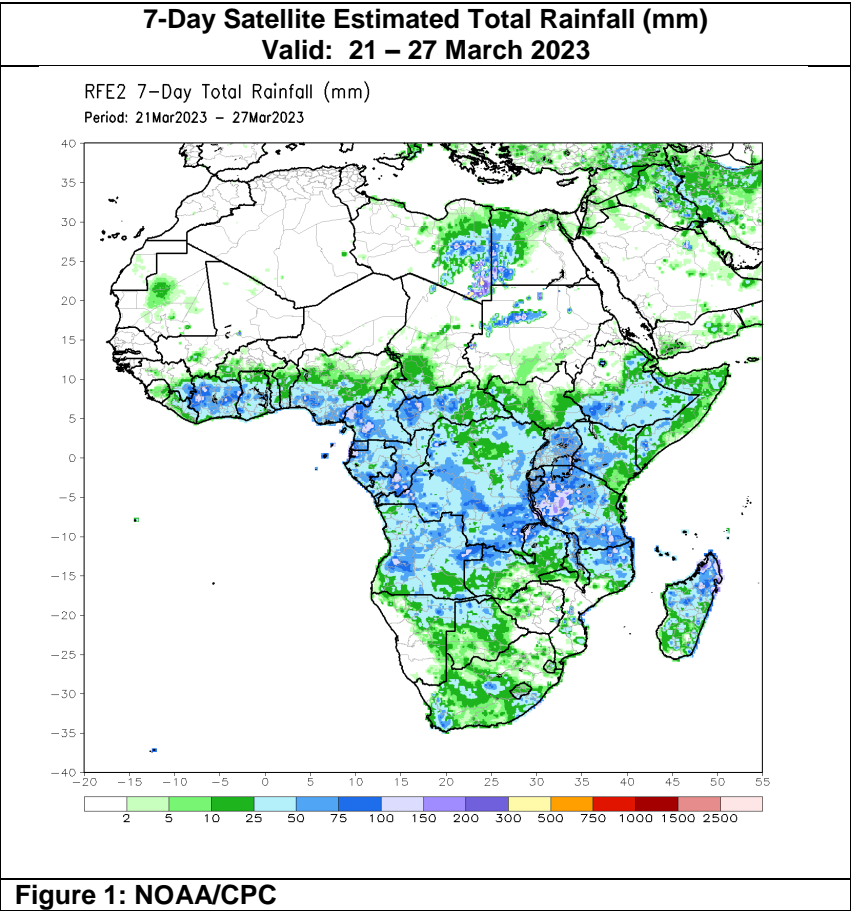 7-Day Satellite Estimated Total Rainfall (mm)
Valid: 21 – 27 March 2023
RFE2 7-Day Total Rainfall (mm)
Period: 21Mar2023 - 27Mar2023
40
35
30
25
20
15
10
5
0
-5
-10
-15
-20
-25
-30
-35
-40
-20 -15 -10 -5 0 5 10 15 20 25 30 35 40 45 50 55
2 5 10 25 50 75 100 150 200 300 500 750 1000 1500 2500
Figure 1: NOAA/CPC